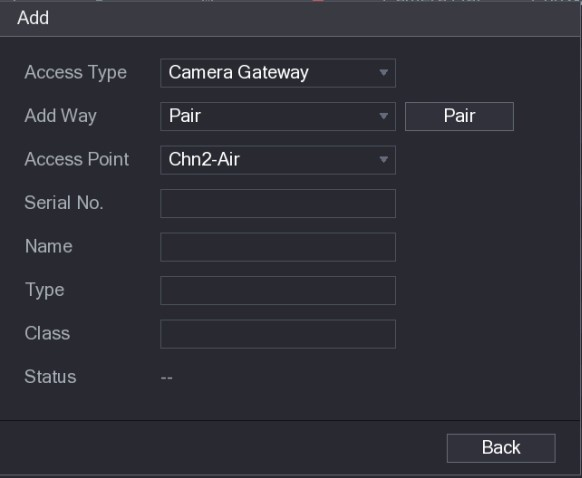 Add
Access Type Camera Gateway
Add Way Pair Pair
Access Point Chn2-Air
Serial No.
Name
Type
Class
Status --
Back